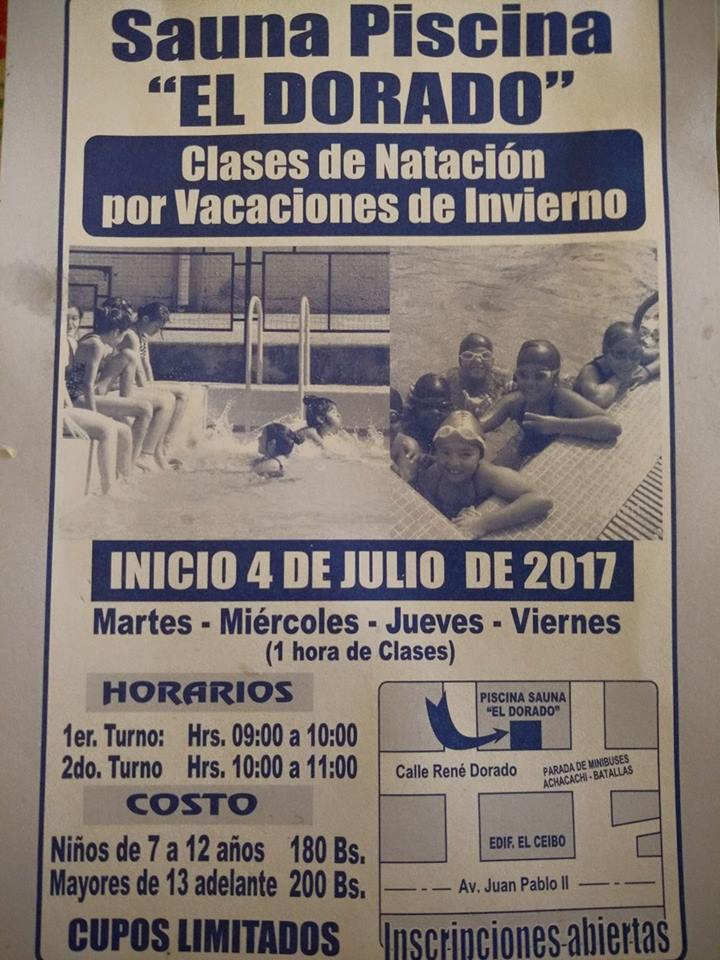 Sauna Piscina
"EL DORADO"
Clases de Natación
por Vacaciones de Invierno
INICIO 4 DE JULIO DE 2017
Martes - Miércoles - Jueves - Viernes
(1 hora de Clases)
HORARIOS
1er. Turno: Hrs. 09:00 a 10:00
2do. Turno Hrs. 10:00 a 11:00
COSTO
Niños de 7 a 12 años 180 Bs.
Mayores de 13 adelante 200 Bs.
CUPOS LIMITADOS
PISCINA SAUNA
"EL DORADO"
Calle René Dorado
PARADA DE MINIBUSES
ACHACACHI - BATALLAS
EDIF. EL CEIBO
Av. Juan Pablo II
Inscripciones abiertas